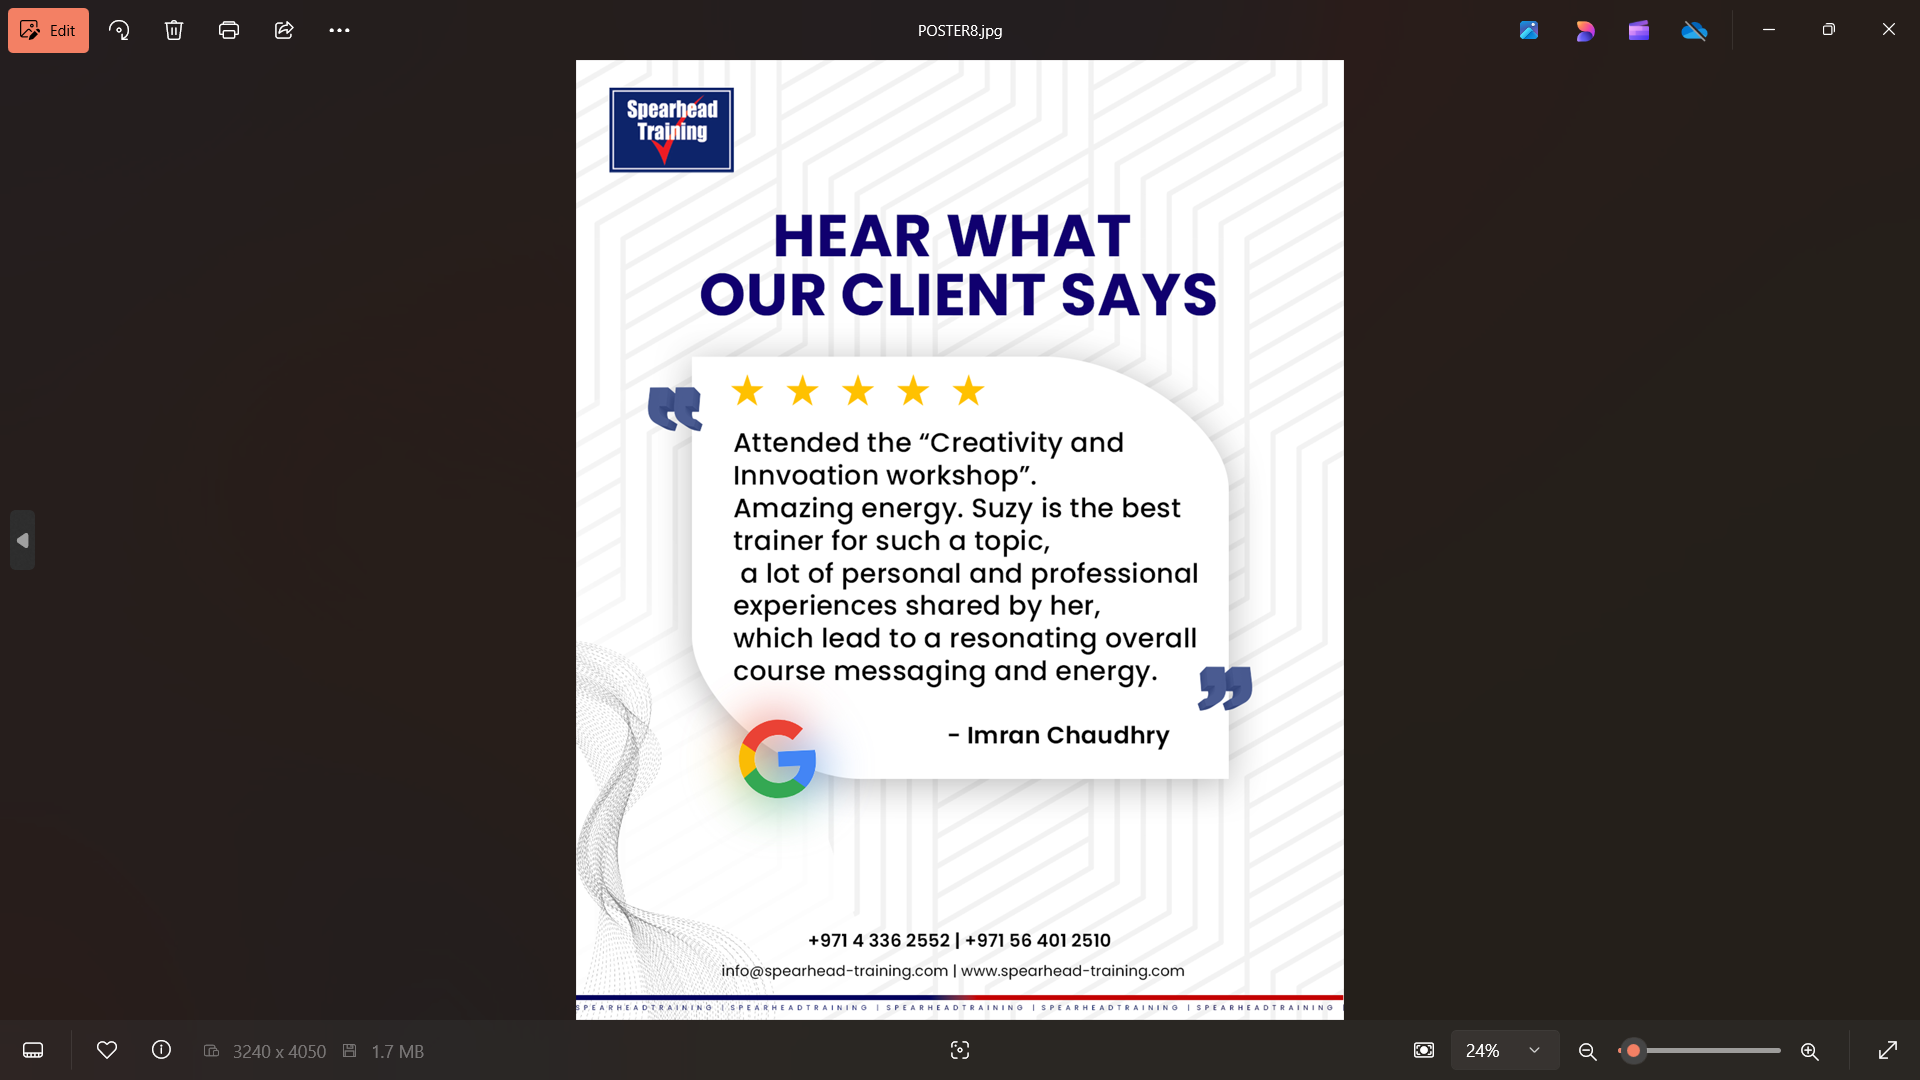 Edit
POSTER8.jpg
Spearhead
Training
HEAR WHAT
OUR CLIENT SAYS
Attended the “Creativity and
Innvoation workshop”.
Amazing energy. Suzy is the best
trainer for such a topic,
a lot of personal and professional
experiences shared by her,
which lead to a resonating overall
course messaging and energy.
- Imran Chaudhry
+971 4 336 2552 | +971 56 401 2510
info@spearhead-training.com | www.spearhead-training.com
SPEARHEADTRAINING | SPEARHEADTRAINING | SPEARHEADTRAINING | SPEARHEADTRAINING | SPEARHEADTRAINING |
3240 x 4050
1.7 MB
24%